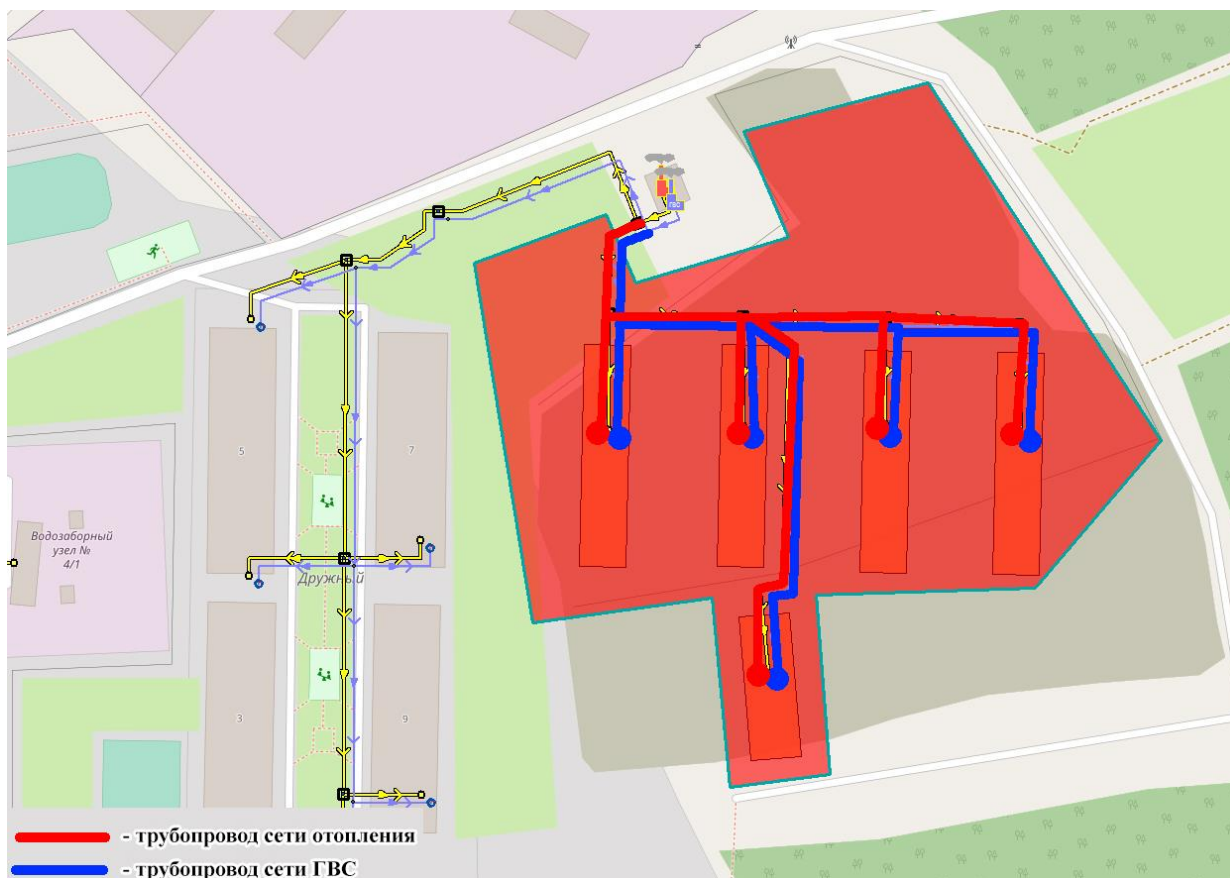 ГВС
5
7
Водозаборный
узел №
4/1
Дружный
3
9
- трубопровод сети отопления
- трубопровод сети ГВС